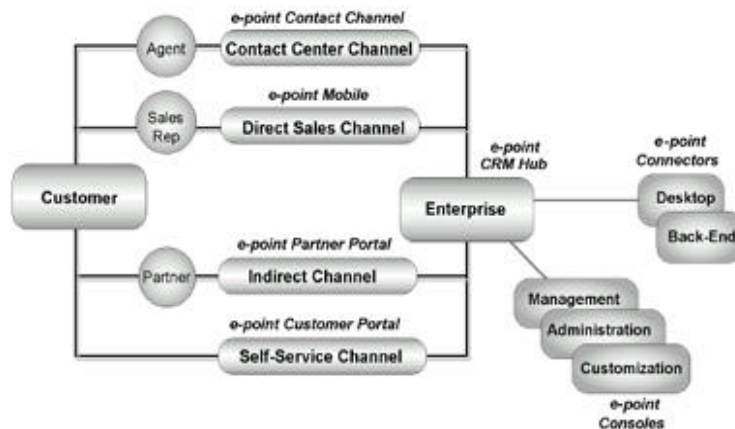 e-point Contact Channel
Agent
Contact Center Channel
e-point Mobile
Sales
Rep
Direct Sales Channel
e-point
CRM Hub
e-point
Connectors
Customer
Enterprise
Desktop
Back-End
e-point Partner Portal
Partner
Indirect Channel
Management
e-point Customer Portal
Administration
Self-Service Channel
Customization
e-point
Consoles